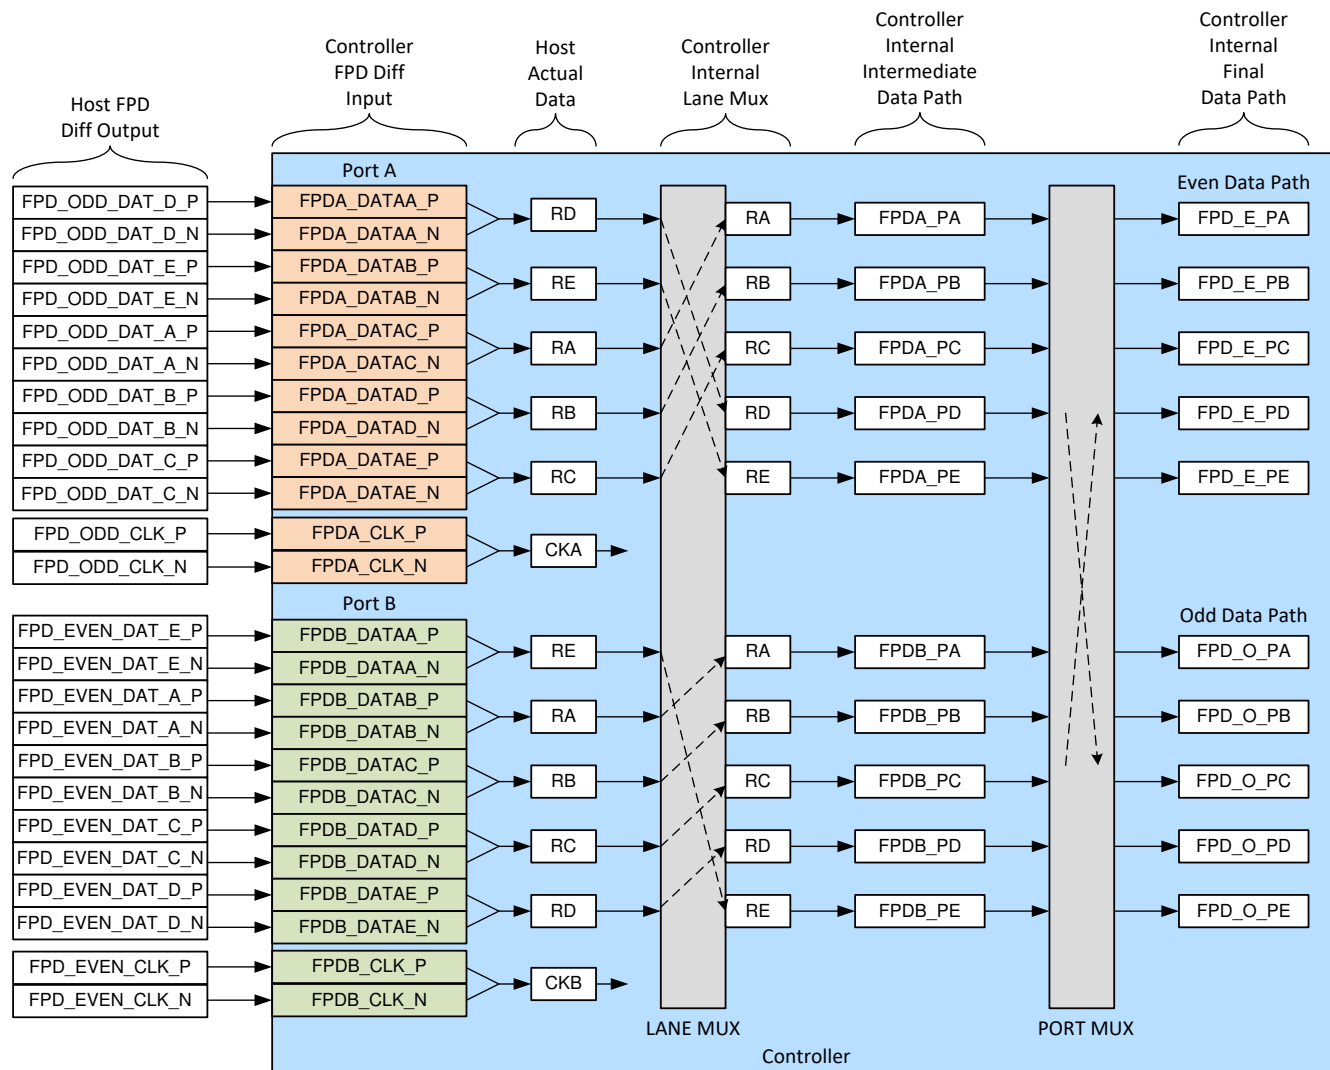 Host FPD
Diff Output
Controller
FPD Diff
Input
Host
Actual
Data
Controller
Internal
Lane Mux
Controller
Internal
Intermediate
Data Path
Controller
Internal
Final
Data Path
Port A
Even Data Path
FPD_ODD_DAT_D_P
FPD_ODD_DAT_D_N
FPD_ODD_DAT_E_P
FPD_ODD_DAT_E_N
FPD_ODD_DAT_A_P
FPD_ODD_DAT_A_N
FPD_ODD_DAT_B_P
FPD_ODD_DAT_B_N
FPD_ODD_DAT_C_P
FPD_ODD_DAT_C_N
FPD_ODD_CLK_P
FPD_ODD_CLK_N
FPDA_DATAA_P
FPDA_DATAA_N
FPDA_DATAB_P
FPDA_DATAB_N
FPDA_DATAC_P
FPDA_DATAC_N
FPDA_DATAD_P
FPDA_DATAD_N
FPDA_DATAE_P
FPDA_DATAE_N
FPDA_CLK_P
FPDA_CLK_N
RD
RE
RA
RB
RC
CKA
RA
RB
RC
RD
RE
FPDA_PA
FPDA_PB
FPDA_PC
FPDA_PD
FPDA_PE
FPD_E_PA
FPD_E_PB
FPD_E_PC
FPD_E_PD
FPD_E_PE
Port B
Odd Data Path
FPD_EVEN_DAT_E_P
FPD_EVEN_DAT_E_N
FPD_EVEN_DAT_A_P
FPD_EVEN_DAT_A_N
FPD_EVEN_DAT_B_P
FPD_EVEN_DAT_B_N
FPD_EVEN_DAT_C_P
FPD_EVEN_DAT_C_N
FPD_EVEN_DAT_D_P
FPD_EVEN_DAT_D_N
FPD_EVEN_CLK_P
FPD_EVEN_CLK_N
FPDB_DATAA_P
FPDB_DATAA_N
FPDB_DATAB_P
FPDB_DATAB_N
FPDB_DATAC_P
FPDB_DATAC_N
FPDB_DATAD_P
FPDB_DATAD_N
FPDB_DATAE_P
FPDB_DATAE_N
FPDB_CLK_P
FPDB_CLK_N
RE
RA
RB
RC
RD
CKB
RA
RB
RC
RD
RE
FPDB_PA
FPDB_PB
FPDB_PC
FPDB_PD
FPDB_PE
FPD_O_PA
FPD_O_PB
FPD_O_PC
FPD_O_PD
FPD_O_PE
LANE MUX
PORT MUX
Controller